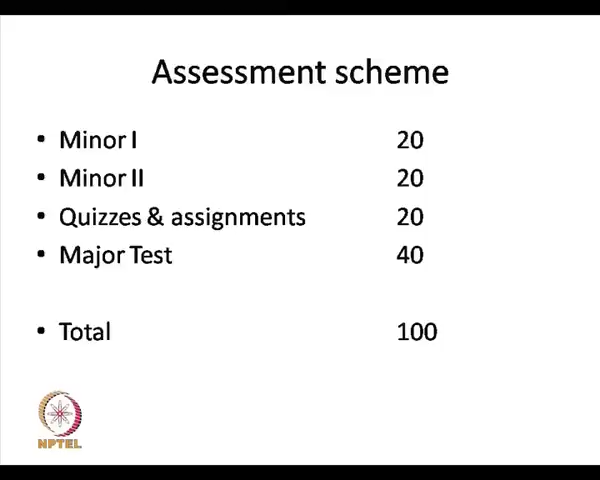 Assessment scheme
• Minor I 20
• Minor II 20
• Quizzes & assignments 20
• Major Test 40
• Total 100
NPTEL